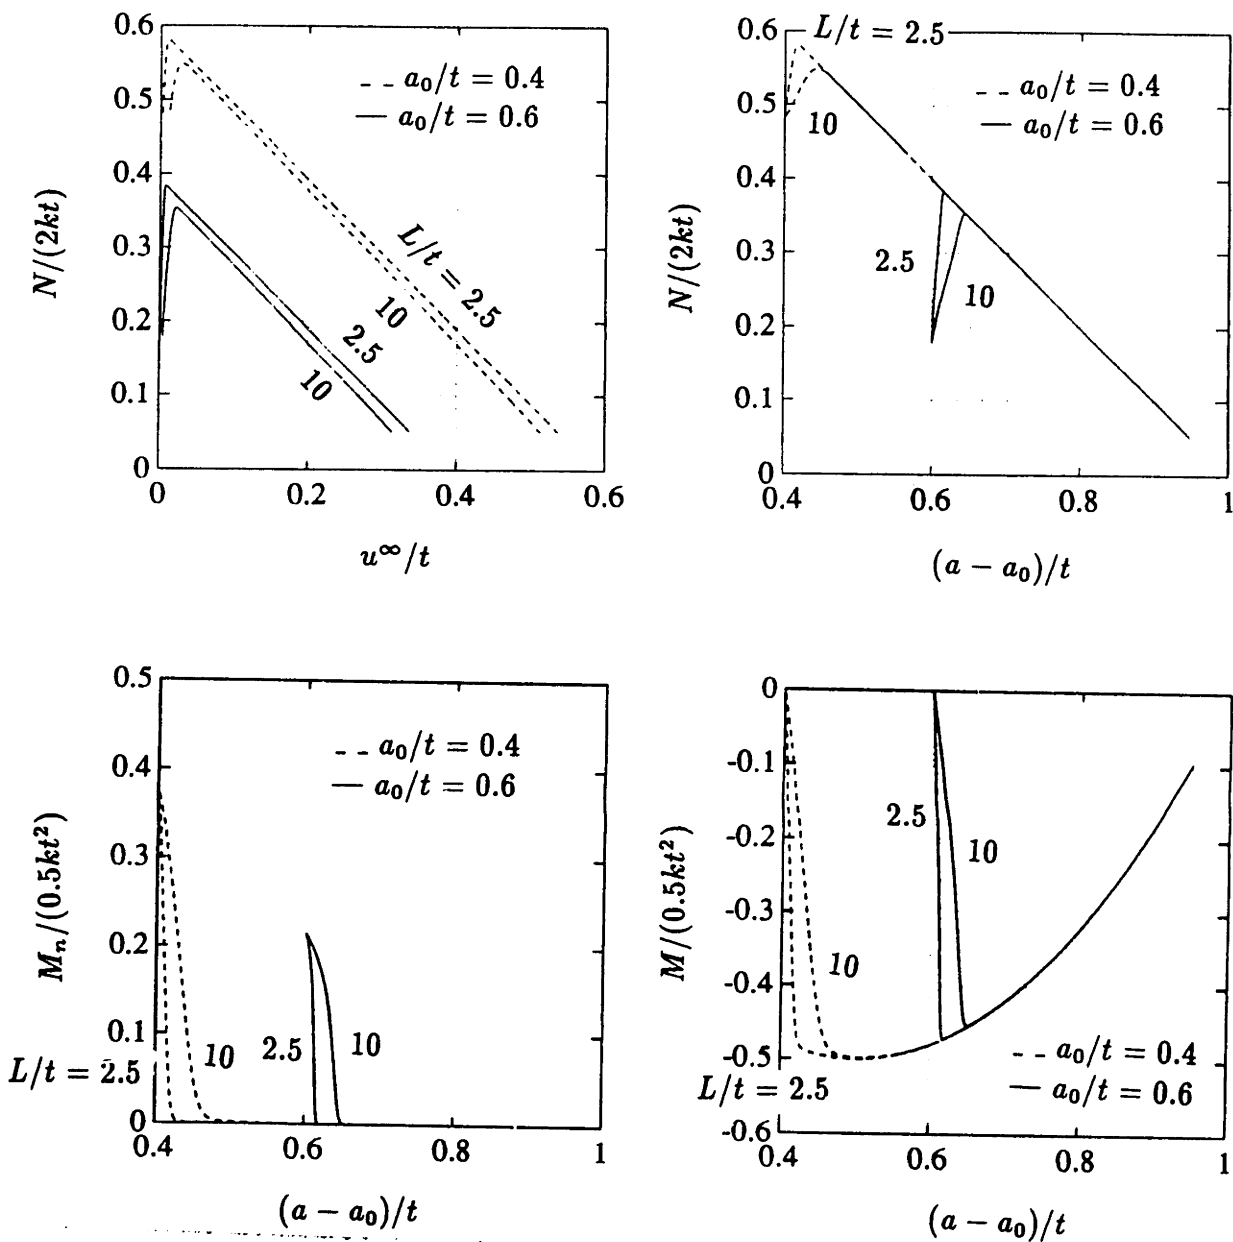 0.6
0.5
0.4
0.3
0.2
0.1
0
N/(2kt)
-- a₀/t = 0.4
— a₀/t = 0.6
L/t = 2.5
10
2.5
10
0
0.2
0.4
0.6
u^∞/t
0.6
0.5
0.4
0.3
0.2
0.1
0
N/(2kt)
L/t = 2.5
-- a₀/t = 0.4
— a₀/t = 0.6
10
2.5
10
0.4
0.6
0.8
1
(a − a₀)/t
0.5
0.4
0.3
0.2
0.1
0
Mₙ/(0.5kt²)
-- a₀/t = 0.4
— a₀/t = 0.6
L/t = 2.5
10
2.5
10
0.4
0.6
0.8
1
(a − a₀)/t
0
-0.1
-0.2
-0.3
-0.4
-0.5
-0.6
M/(0.5kt²)
2.5
10
10
L/t = 2.5
-- a₀/t = 0.4
— a₀/t = 0.6
0.4
0.6
0.8
1
(a − a₀)/t